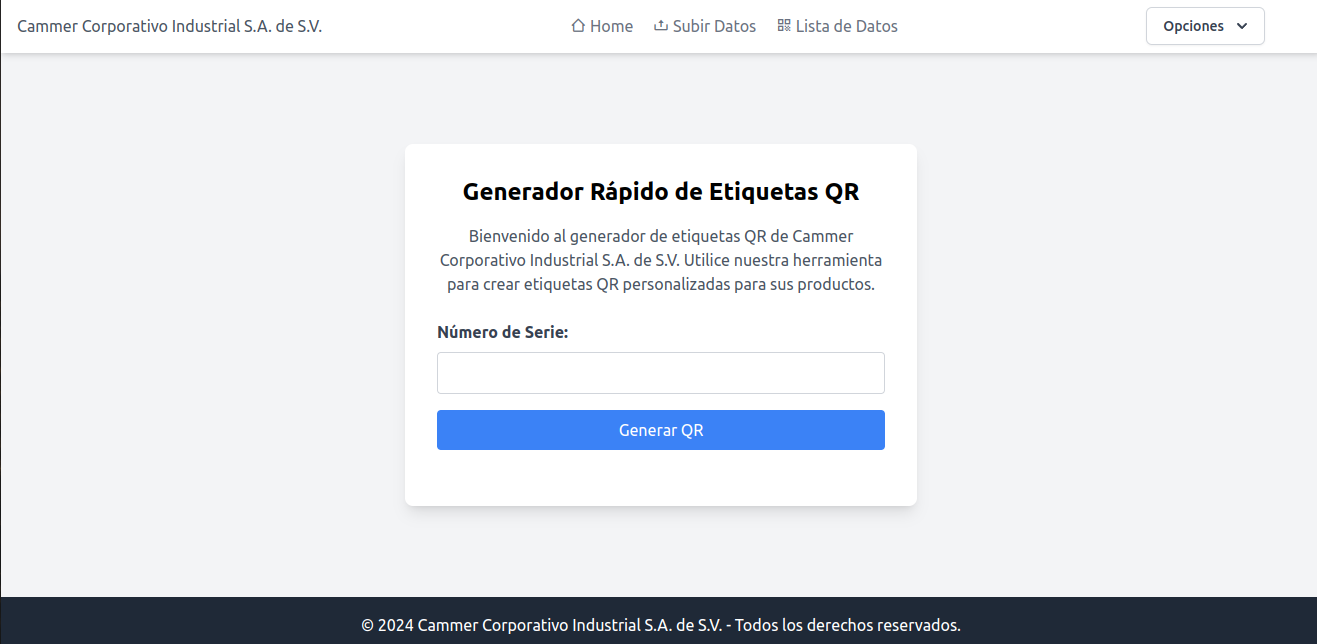 Cammer Corporativo Industrial S.A. de S.V.
Home
Subir Datos
Lista de Datos
Opciones
Generador Rápido de Etiquetas QR
Bienvenido al generador de etiquetas QR de Cammer
Corporativo Industrial S.A. de S.V. Utilice nuestra herramienta
para crear etiquetas QR personalizadas para sus productos.
Número de Serie:
Generar QR
© 2024 Cammer Corporativo Industrial S.A. de S.V. - Todos los derechos reservados.